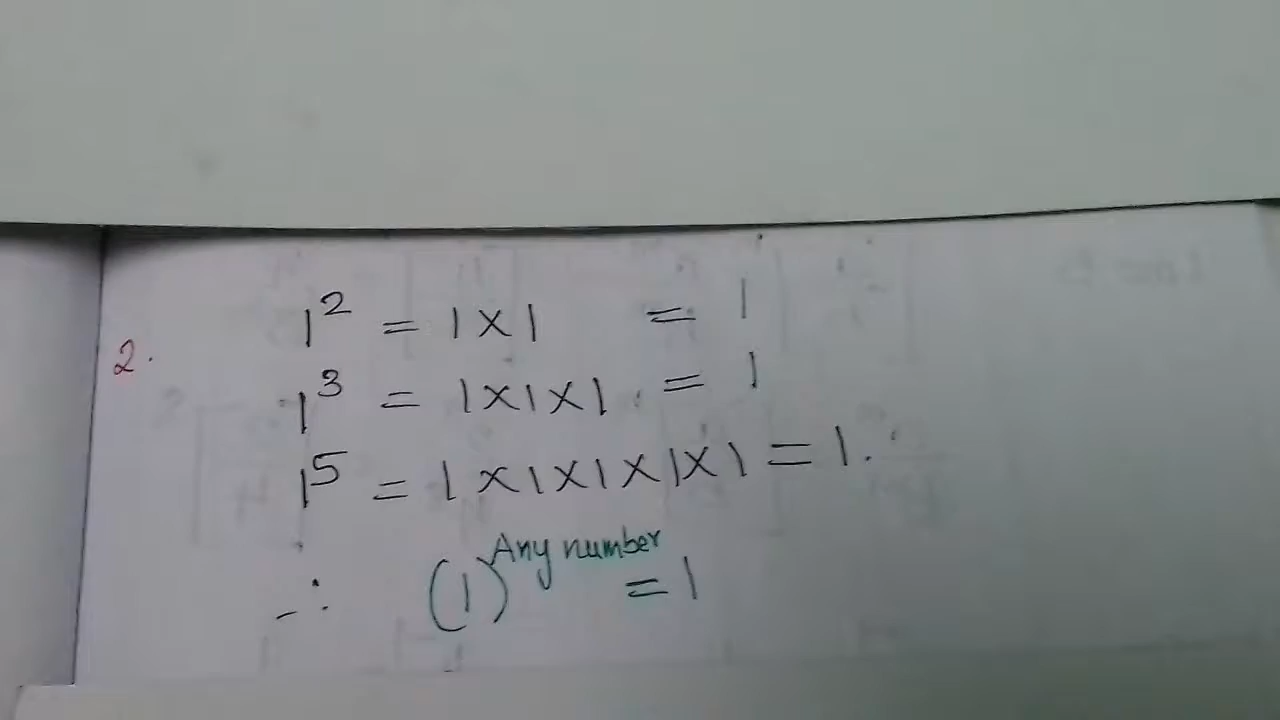 2. 1² = 1×1 = 1
1³ = 1×1×1 = 1
1⁵ = 1×1×1×1×1 = 1.
∴ (1)^Any number = 1